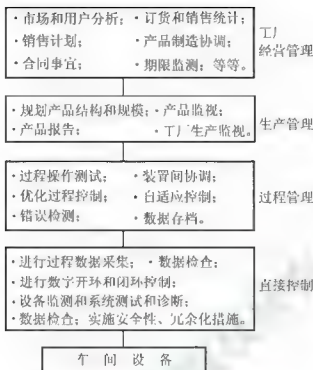 ·市场和用户分析; ·订货和销售统计;
·销售计划; ·产品制造协调;
·合同事宜; ·期限监测; 等等。
工厂
经营管理
·规划产品结构和规模; ·产品监视;
·产品报告; ·工厂生产监视。
生产管理
·过程操作测试; ·装置间协调;
·优化过程控制; ·自适应控制;
·错误检测; ·数据存档。
过程管理
·进行过程数据采集; ·数据检查;
·进行数字开环和闭环控制;
·设备监测和系统测试和诊断;
·数据检查; 实施安全性、冗余化措施。
直接控制
车间设备